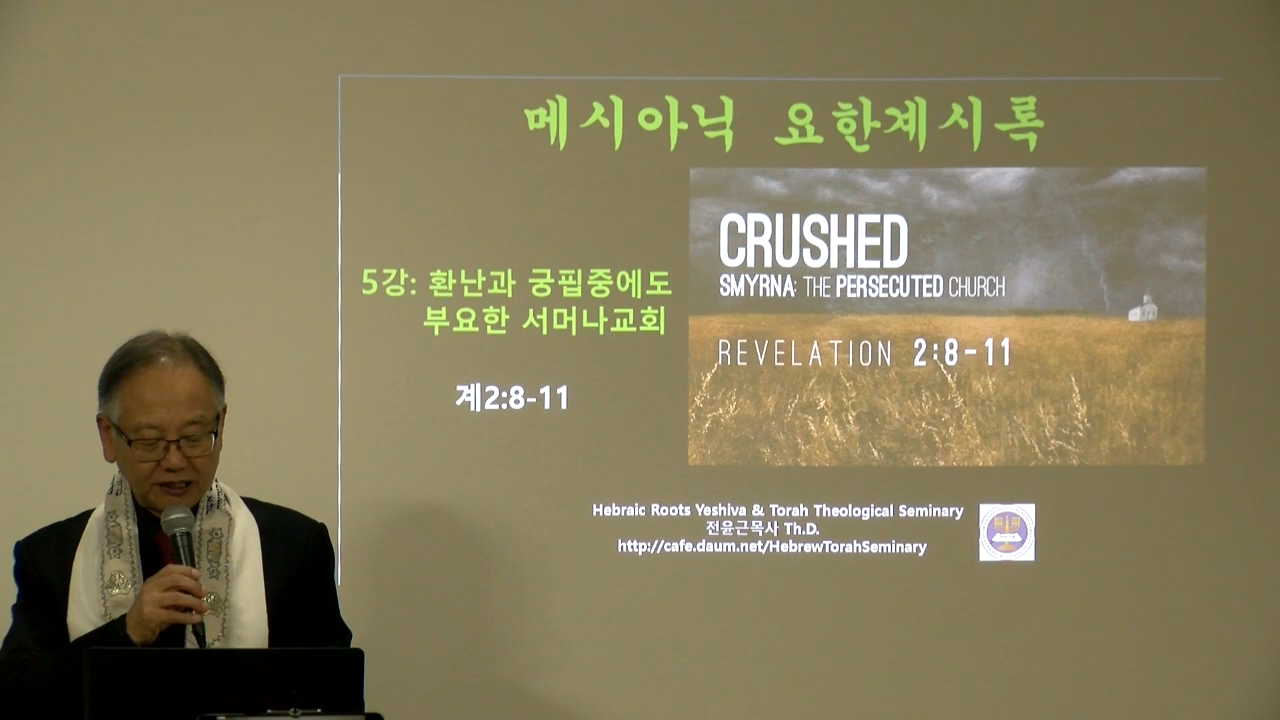 메시아닉 요한계시록
5강: 환난과 궁핍중에도
부요한 서머나교회
계2:8-11
CRUSHED
SMYRNA: THE PERSECUTED CHURCH
REVELATION 2:8-11
Hebraic Roots Yeshiva & Torah Theological Seminary
전윤근목사 Th.D.
http://cafe.daum.net/HebrewTorahSeminary